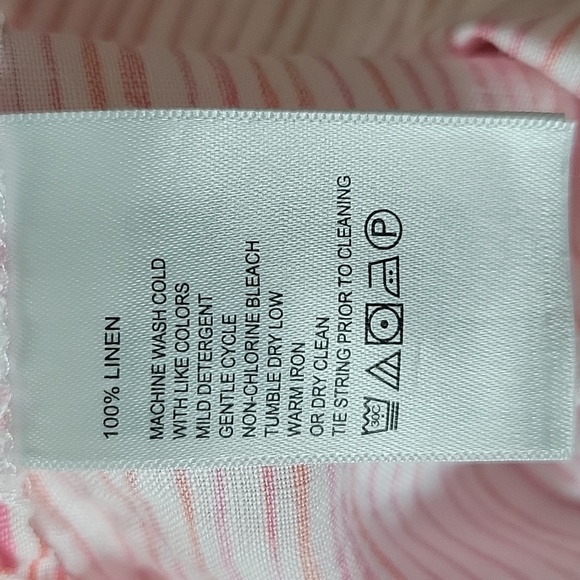 100% LINEN
MACHINE WASH COLD
WITH LIKE COLORS
MILD DETERGENT
GENTLE CYCLE
NON-CHLORINE BLEACH
TUMBLE DRY LOW
WARM IRON
OR DRY CLEAN
TIE STRING PRIOR TO CLEANING
30C P